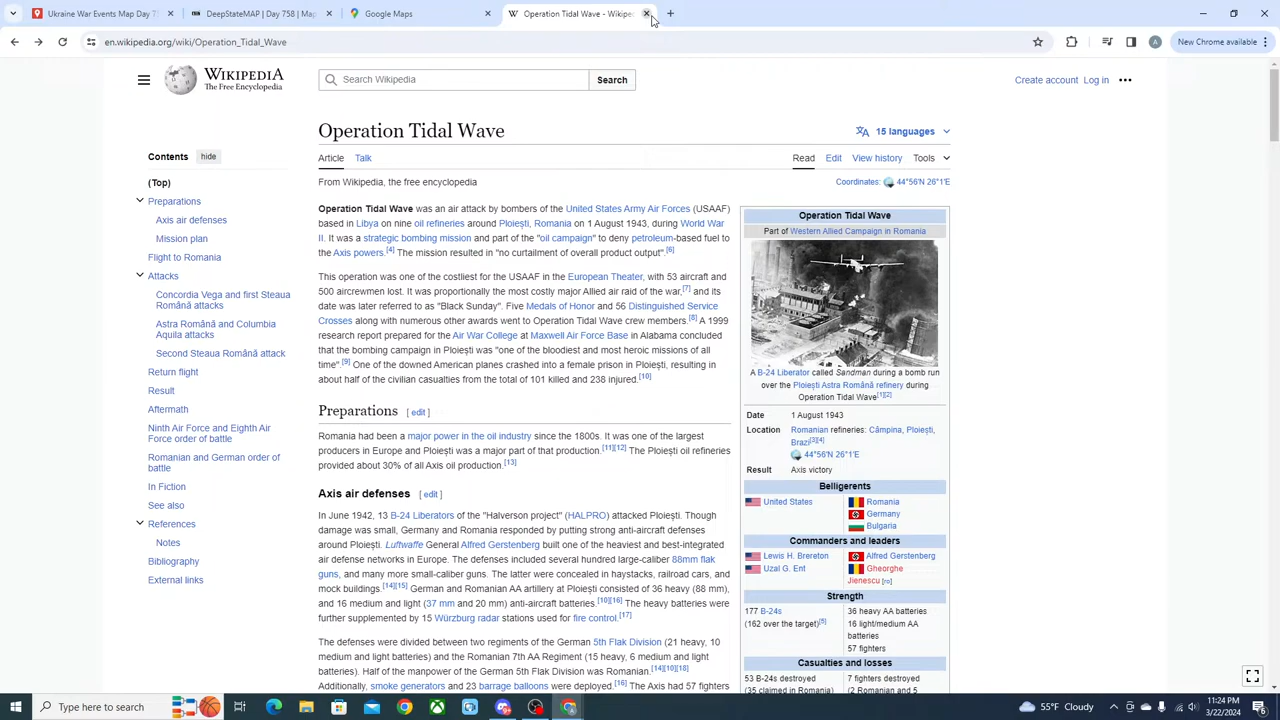 Ukraine War Events Map 7
DeepStateMAP | Day 758 | Map
Google Maps
Operation Tidal Wave - Wikipe
en.wikipedia.org/wiki/Operation_Tidal_Wave
New Chrome available
WIKIPEDIA
The Free Encyclopedia
Search Wikipedia
Search
Create account Log in
Operation Tidal Wave
15 languages
Contents hide
Article Talk
Read Edit View history Tools
(Top)
Preparations
Axis air defenses
Mission plan
Flight to Romania
Attacks
Concordia Vega and first Steaua
Română attacks
Astra Română and Columbia
Aquila attacks
Second Steaua Română attack
Return flight
Result
Aftermath
Ninth Air Force and Eighth Air
Force order of battle
Romanian and German order of
battle
In Fiction
See also
References
Notes
Bibliography
External links
From Wikipedia, the free encyclopedia
Coordinates: 44°56′N 26°1′E
Operation Tidal Wave was an air attack by bombers of the United States Army Air Forces (USAAF)
based in Libya on nine oil refineries around Ploiești, Romania on 1 August 1943, during World War
II. It was a strategic bombing mission and part of the "oil campaign" to deny petroleum-based fuel to
the Axis powers.[4] The mission resulted in "no curtailment of overall product output".[6]
This operation was one of the costliest for the USAAF in the European Theater, with 53 aircraft and
500 aircrewmen lost. It was proportionally the most costly major Allied air raid of the war,[7] and its
date was later referred to as "Black Sunday". Five Medals of Honor and 56 Distinguished Service
Crosses along with numerous other awards went to Operation Tidal Wave crew members.[8] A 1999
research report prepared for the Air War College at Maxwell Air Force Base in Alabama concluded
that the bombing campaign in Ploiești was "one of the bloodiest and most heroic missions of all
time".[9] One of the downed American planes crashed into a female prison in Ploiești, resulting in
about half of the civilian casualties from the total of 101 killed and 238 injured.[10]
Preparations [ edit ]
Romania had been a major power in the oil industry since the 1800s. It was one of the largest
producers in Europe and Ploiești was a major part of that production.[11][12] The Ploiești oil refineries
provided about 30% of all Axis oil production.[13]
Axis air defenses [ edit ]
In June 1942, 13 B-24 Liberators of the "Halverson project" (HALPRO) attacked Ploiești. Though
damage was small, Germany and Romania responded by putting strong anti-aircraft defenses
around Ploiești. Luftwaffe General Alfred Gerstenberg built one of the heaviest and best-integrated
air defense networks in Europe. The defenses included several hundred large-caliber 88mm flak
guns, and many more small-caliber guns. The latter were concealed in haystacks, railroad cars, and
mock buildings.[14][15] German and Romanian AA artillery at Ploiești consisted of 36 heavy (88 mm),
and 16 medium and light (37 mm and 20 mm) anti-aircraft batteries.[10][16] The heavy batteries were
further supplemented by 15 Würzburg radar stations used for fire control.[17]
The defenses were divided between two regiments of the German 5th Flak Division (21 heavy, 10
medium and light batteries) and the Romanian 7th AA Regiment (15 heavy, 6 medium and light
batteries). Half of the manpower of the German 5th Flak Division was Romanian.[14][10][18]
Additionally, smoke generators and 23 barrage balloons were deployed.[16] The Axis had 57 fighters
Operation Tidal Wave
Part of Western Allied Campaign in Romania
A B-24 Liberator called Sandman during a bomb run
over the Ploiești Astra Română refinery during
Operation Tidal Wave[1][2]
Date 1 August 1943
Location Romanian refineries: Câmpina, Ploiești,
Brazi[3][4]
44°56′N 26°1′E
Result Axis victory
Belligerents
United States Romania
Germany
Bulgaria
Commanders and leaders
Lewis H. Brereton Alfred Gerstenberg
Uzal G. Ent Gheorghe
Jienescu [ro]
Strength
177 B-24s 36 heavy AA batteries
(162 over the target)[5] 16 light/medium AA
batteries
57 fighters
Casualties and losses
53 B-24s destroyed 7 fighters destroyed
(35 claimed in Romania) (2 Romanian and 5
Type here to search
A
55°F Cloudy
11:24 PM
3/22/2024